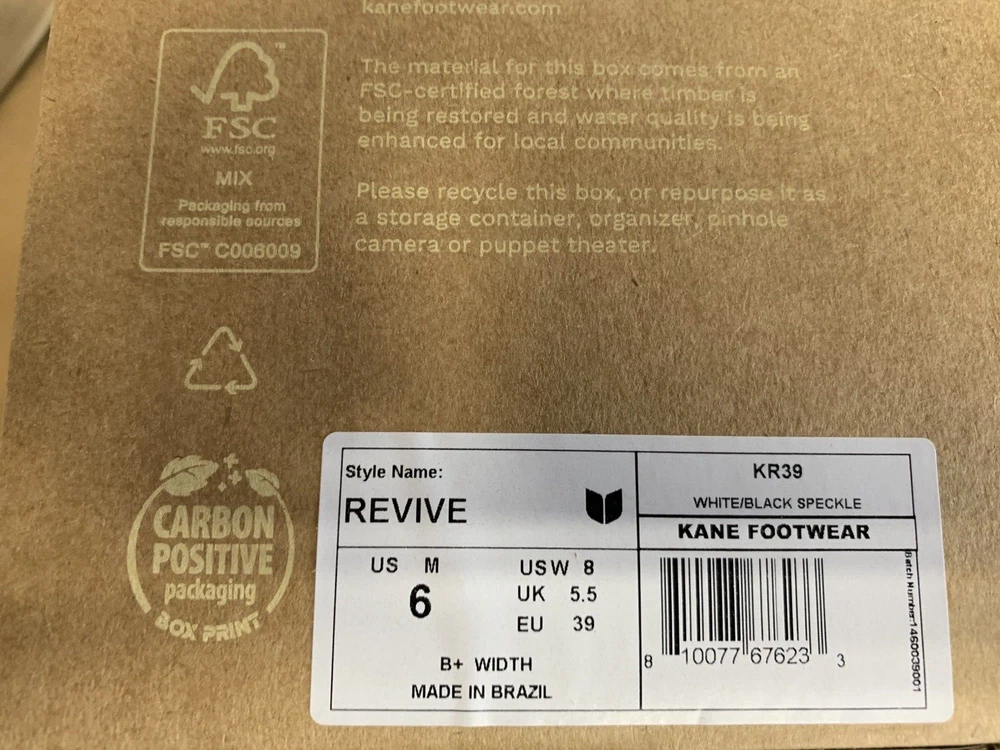 kanefootwear.com
FSC
™
www.fsc.org
MIX
Packaging from
responsible sources
FSC™ C006009
The material for this box comes from an
FSC-certified forest where timber is
being restored and water quality is being
enhanced for local communities.
Please recycle this box, or repurpose it as
a storage container, organizer, pinhole
camera or puppet theater.
CARBON
POSITIVE
packaging
BOX PRINT
Style Name:
REVIVE
KR39
WHITE/BLACK SPECKLE
KANE FOOTWEAR
US M
6
USW 8
UK 5.5
EU 39
B+ WIDTH
MADE IN BRAZIL
8 10077 67623 3
Batch Number:1460039001